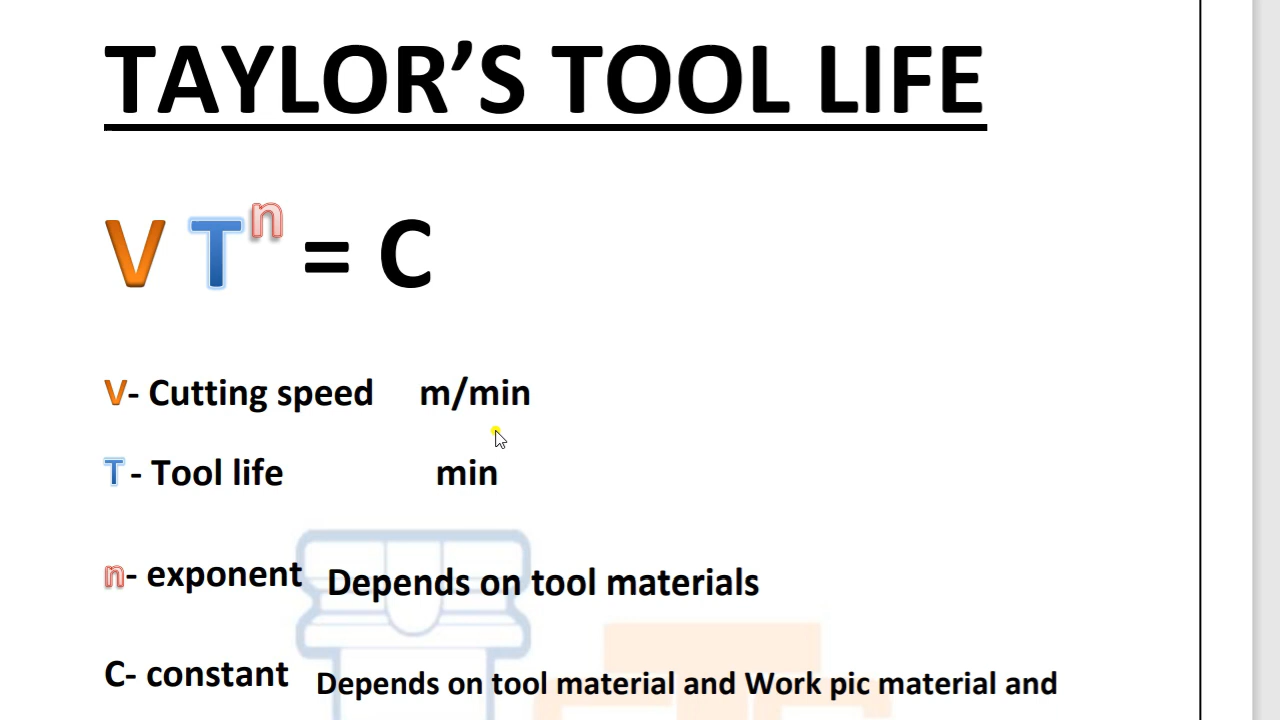 TAYLOR’S TOOL LIFE
V Tⁿ = C
V- Cutting speed m/min
T - Tool life min
n- exponent Depends on tool materials
C- constant Depends on tool material and Work pic material and